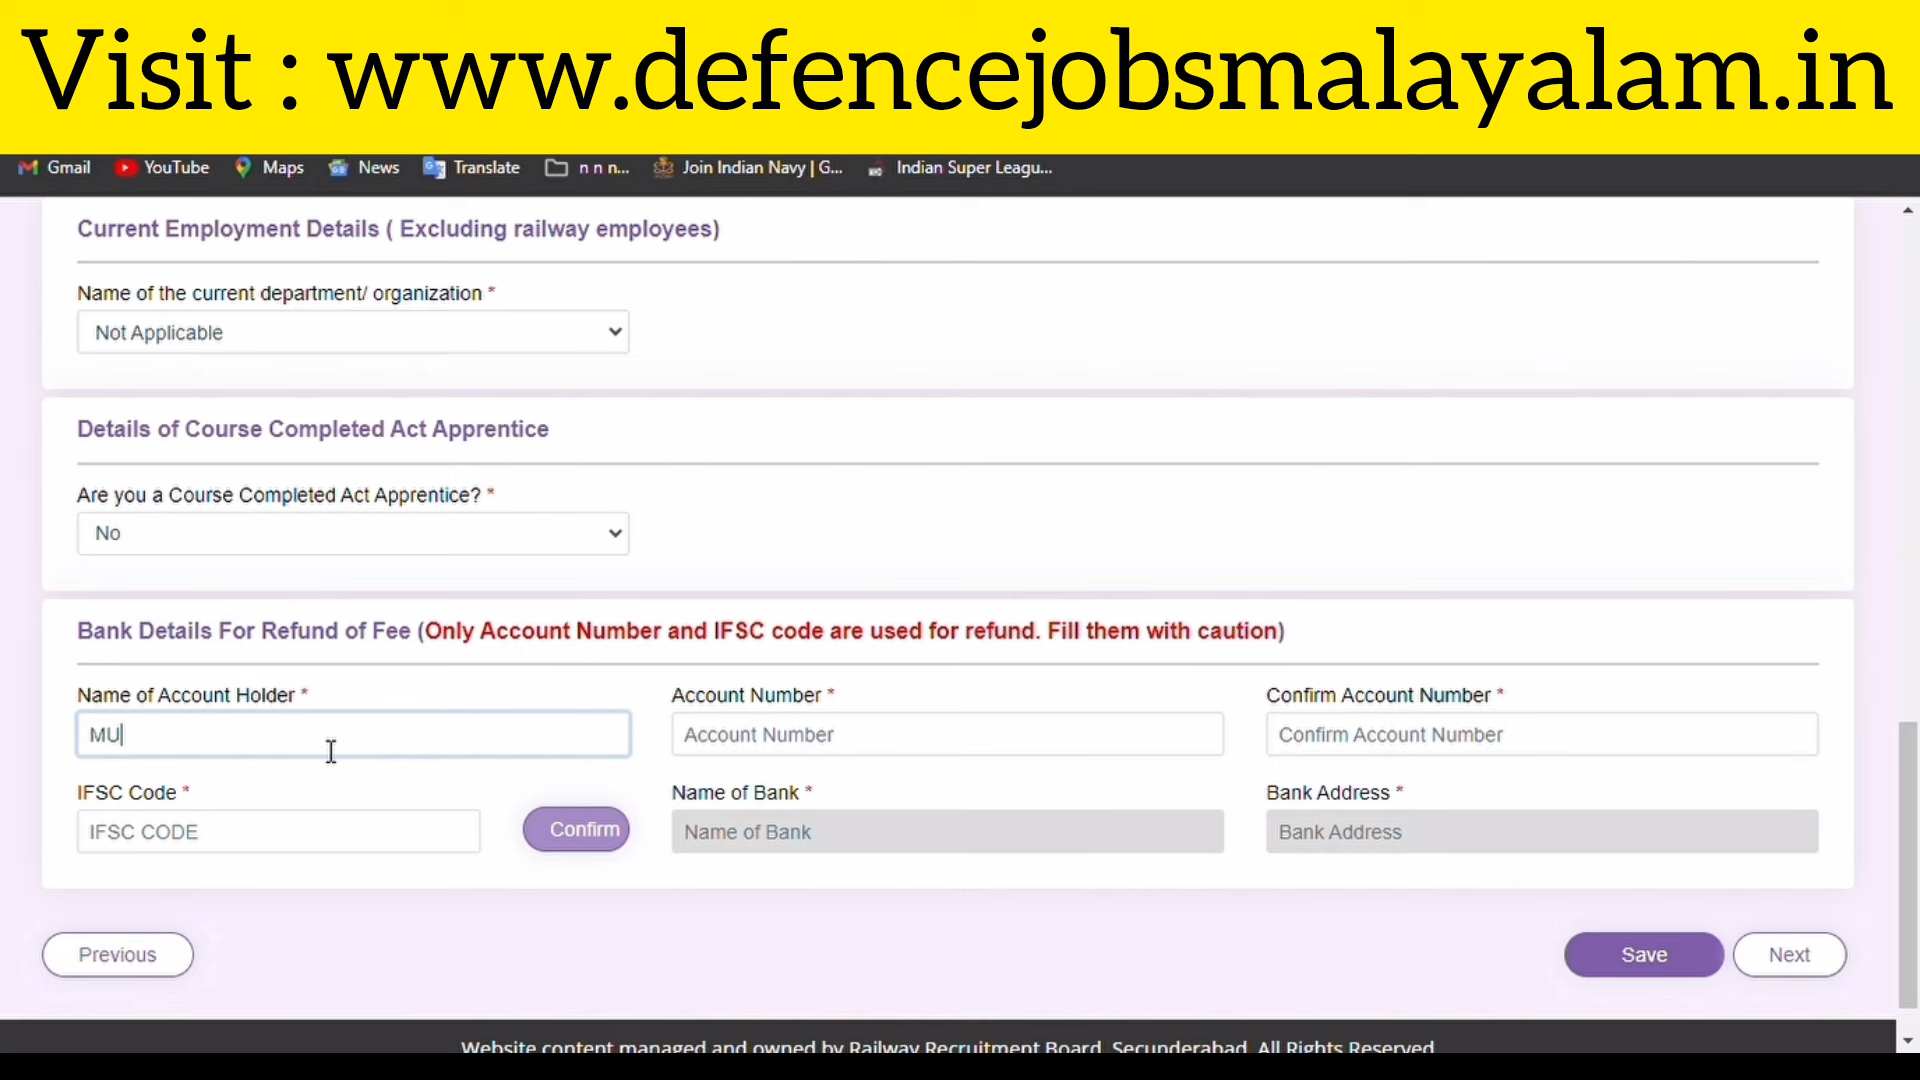 Visit : www.defencejobsmalayalam.in
Gmail YouTube Maps News Translate n n n... Join Indian Navy | G... Indian Super Leagu...
Current Employment Details ( Excluding railway employees)
Name of the current department/ organization *
Not Applicable
Details of Course Completed Act Apprentice
Are you a Course Completed Act Apprentice? *
No
Bank Details For Refund of Fee (Only Account Number and IFSC code are used for refund. Fill them with caution)
Name of Account Holder * Account Number * Confirm Account Number *
MU Account Number Confirm Account Number
IFSC Code * Name of Bank * Bank Address *
IFSC CODE Confirm Name of Bank Bank Address
Previous Save Next
Website content managed and owned by Railway Recruitment Board, Secunderabad, All Rights Reserved